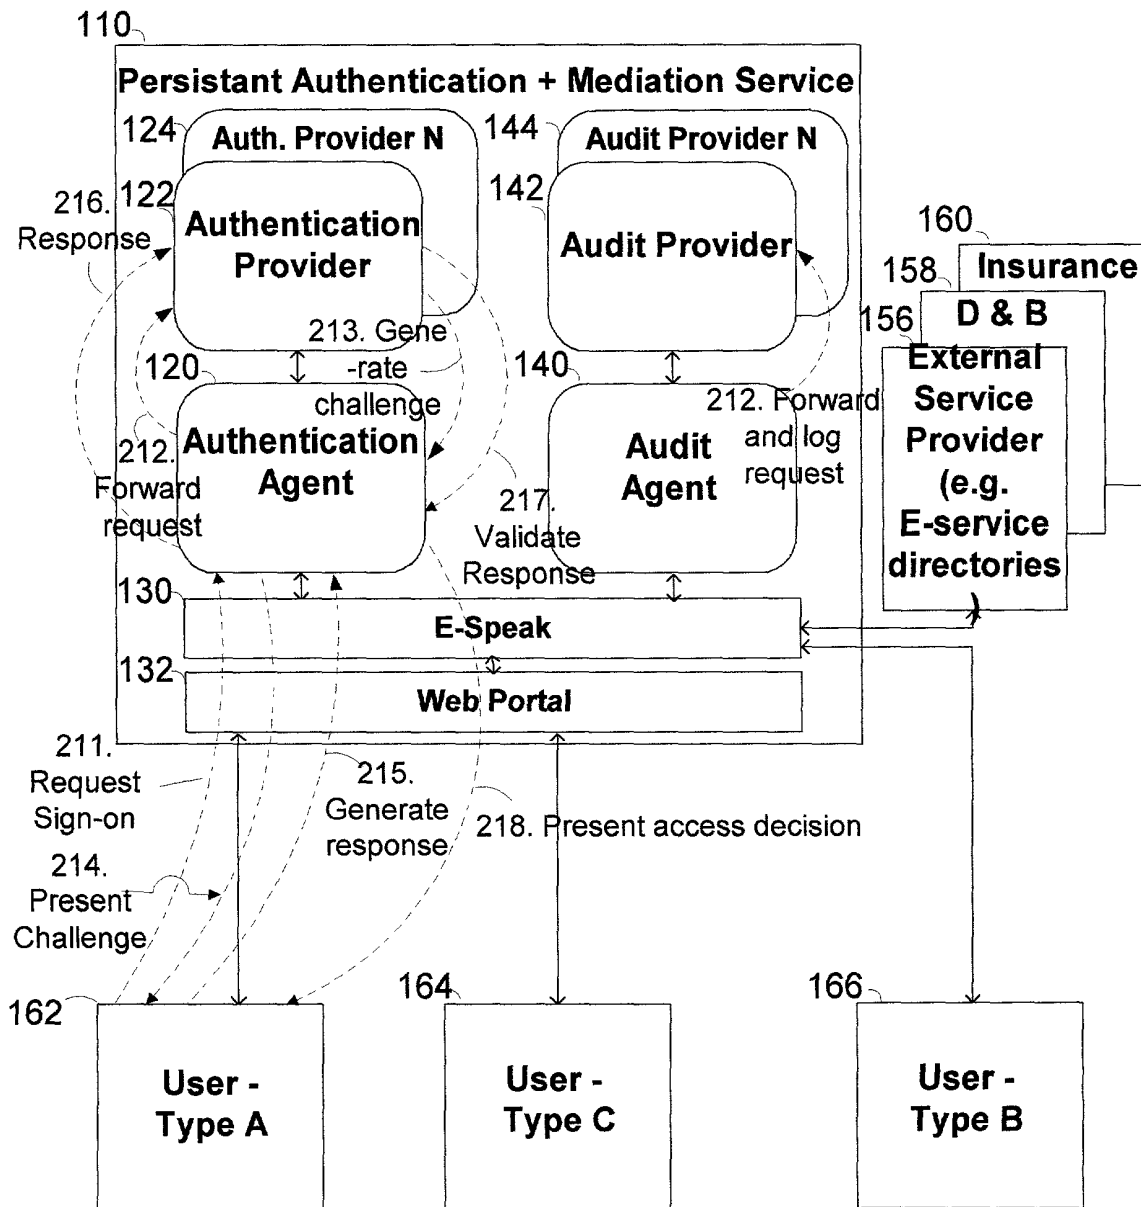 110
Persistant Authentication + Mediation Service
124
Auth. Provider N
144
Audit Provider N
122
142
216.
Response
Authentication
Provider
Audit Provider
160
Insurance
158
D & B
156
External
Service
Provider
(e.g.
E-service
directories
)
213. Gene
-rate
challenge
120
140
212. Forward
and log
request
Authentication
Agent
Audit
Agent
212.
Forward
request
217.
Validate
Response
130
E-Speak
132
Web Portal
211.
Request
Sign-on
215.
Generate
response
218. Present access decision
214.
Present
Challenge
162
164
166
User -
Type A
User -
Type C
User -
Type B